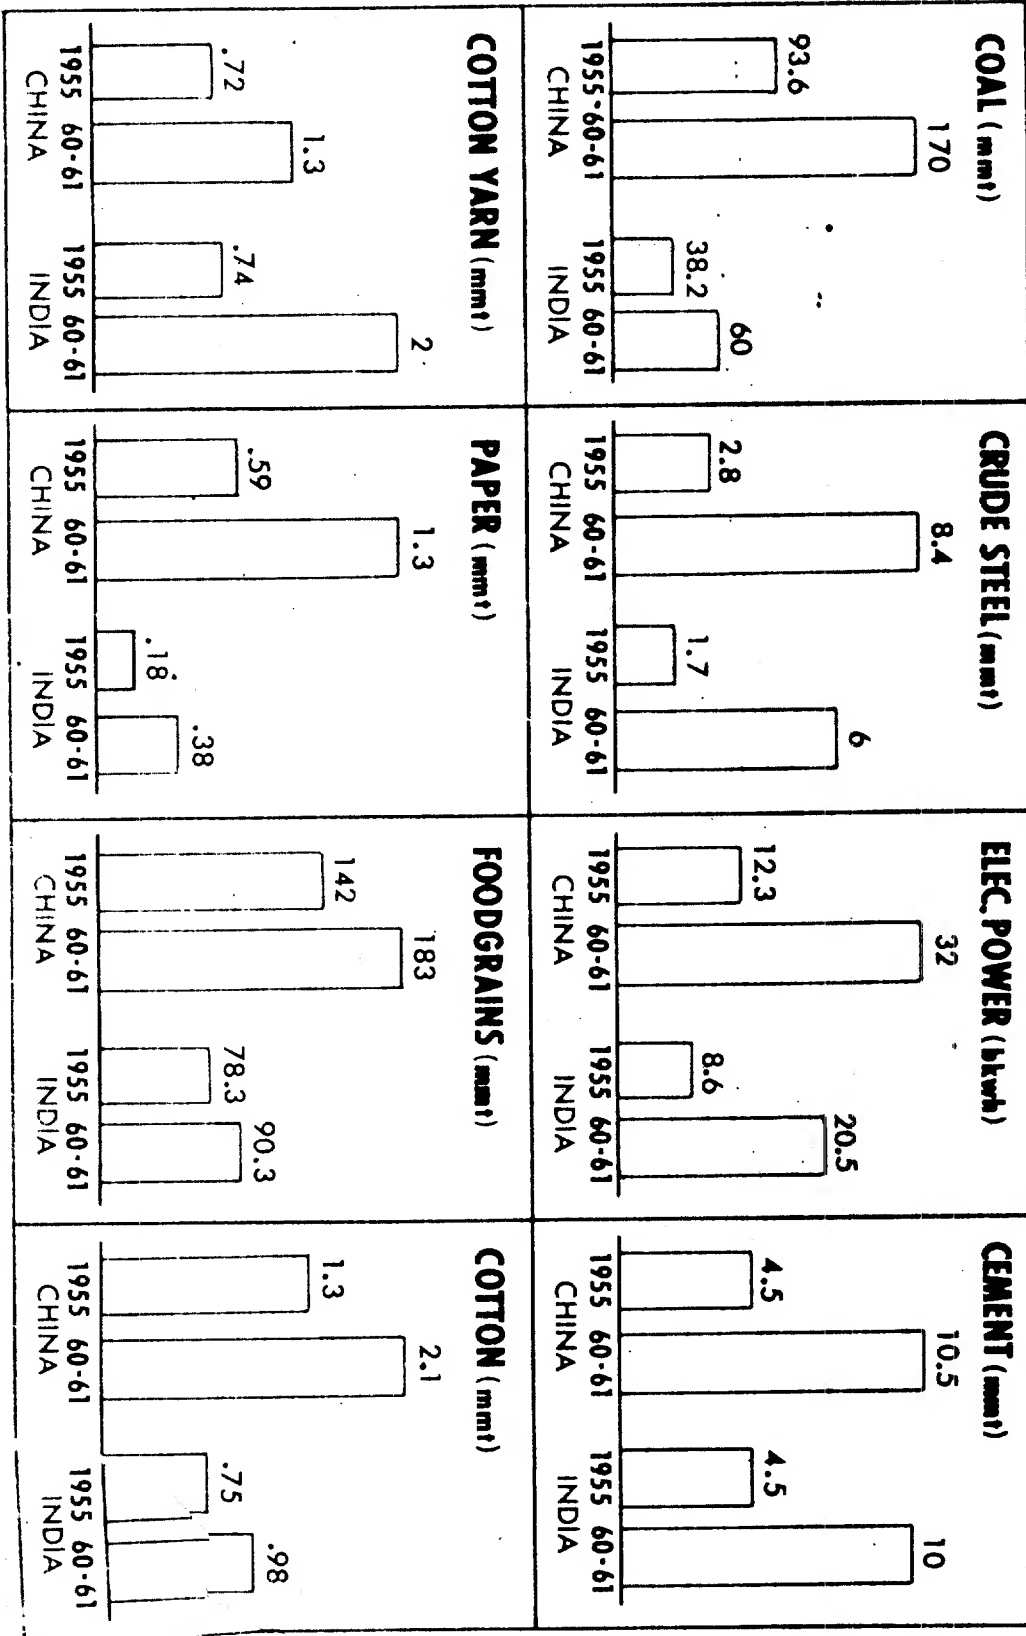 COAL (mmt)
93.6
170
38.2
60
1955-60-61
1955 60-61
CHINA
INDIA
CRUDE STEEL (mmt)
2.8
8.4
1.7
6
1955 60-61
1955 60-61
CHINA
INDIA
ELEC. POWER (bkwh)
12.3
32
8.6
20.5
1955 60-61
1955 60-61
CHINA
INDIA
CEMENT (mmt)
4.5
10.5
4.5
10
1955 60-61
1955 60-61
CHINA
INDIA
COTTON YARN (mmt)
.72
1.3
.74
2
1955 60-61
1955 60-61
CHINA
INDIA
PAPER (mmt)
.59
1.3
.18
.38
1955 60-61
1955 60-61
CHINA
INDIA
FOODGRAINS (mmt)
142
183
78.3
90.3
1955 60-61
1955 60-61
CHINA
INDIA
COTTON (mmt)
1.3
2.1
.75
.98
1955 60-61
1955 60-61
CHINA
INDIA